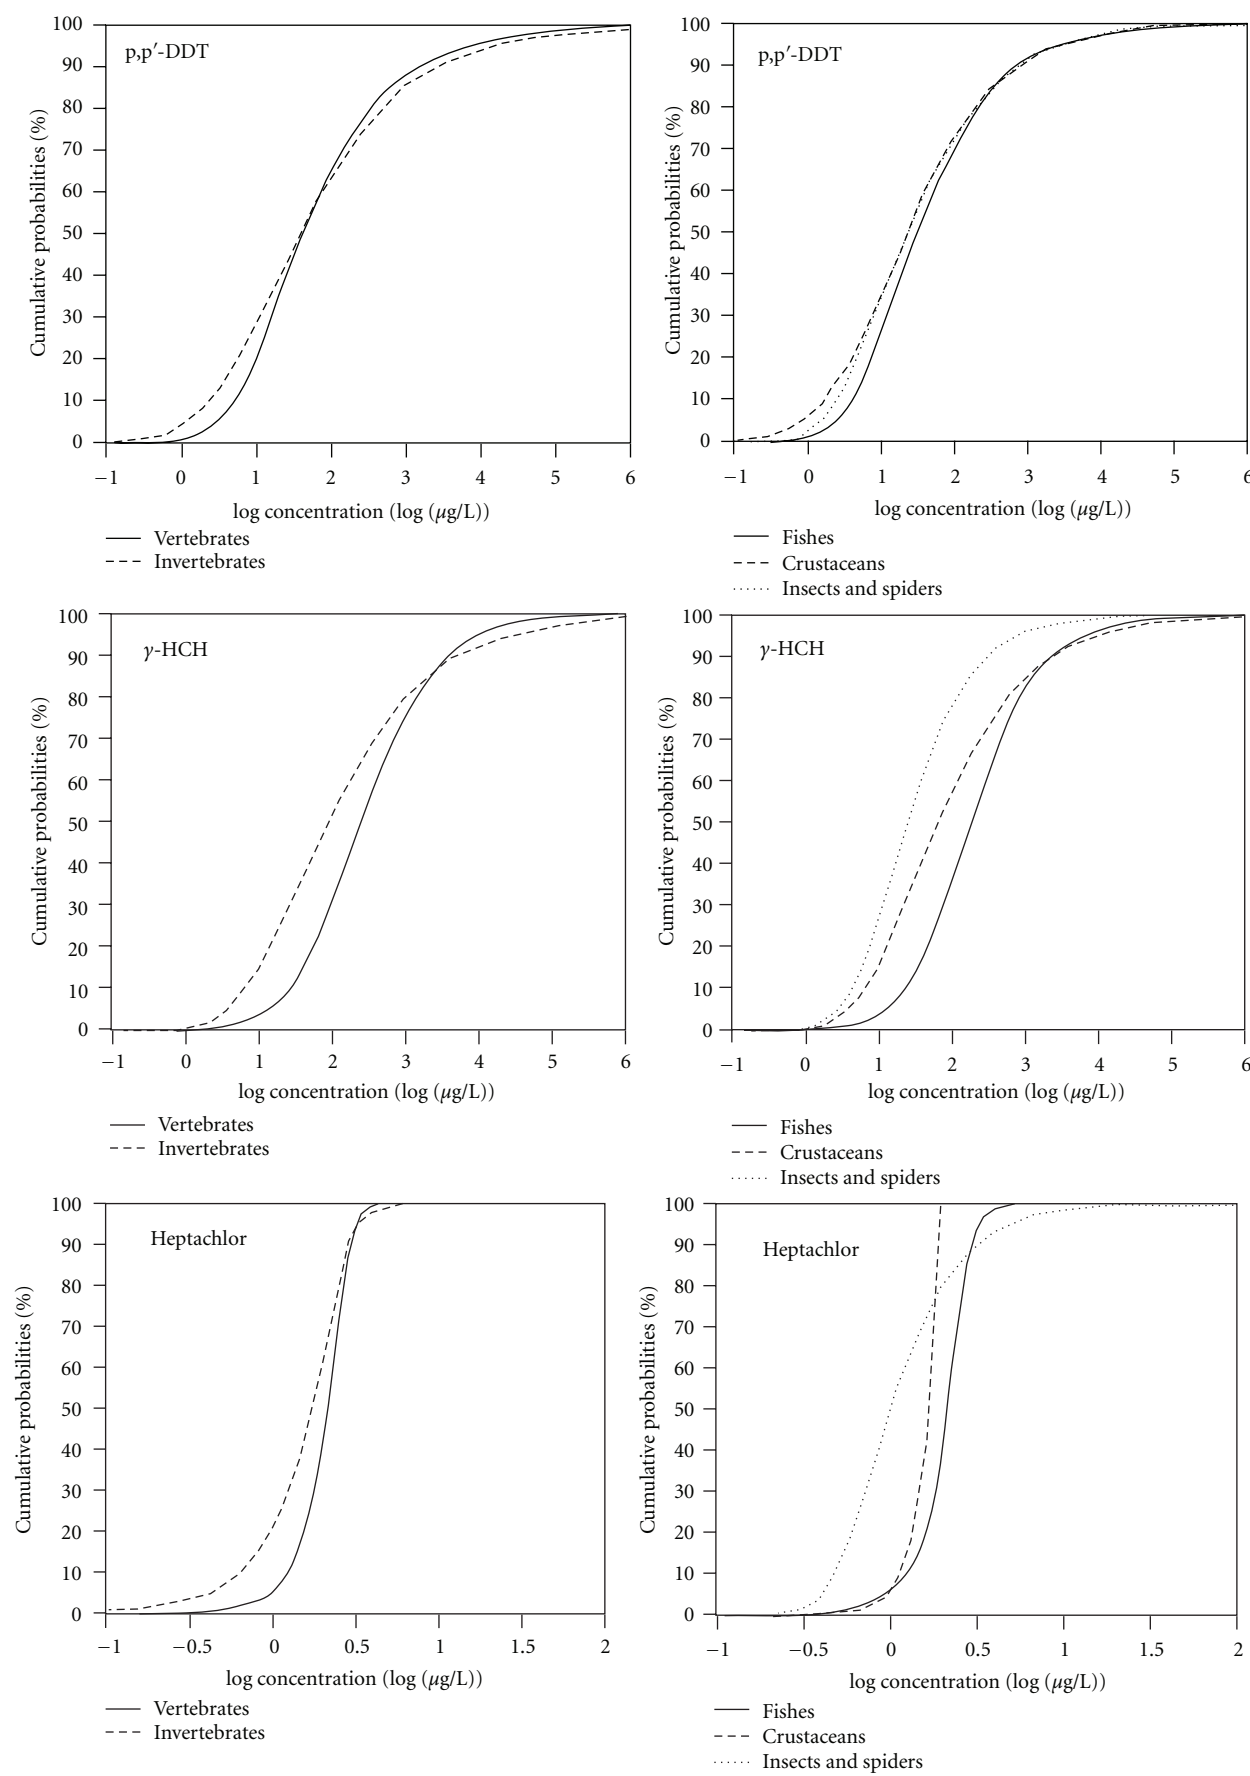 p,p′-DDT
Cumulative probabilities (%)
100
90
80
70
60
50
40
30
20
10
0
−1 0 1 2 3 4 5 6
log concentration (log (μg/L))
Vertebrates
Invertebrates
p,p′-DDT
Cumulative probabilities (%)
100
90
80
70
60
50
40
30
20
10
0
−1 0 1 2 3 4 5 6
log concentration (log (μg/L))
Fishes
Crustaceans
Insects and spiders
γ-HCH
Cumulative probabilities (%)
100
90
80
70
60
50
40
30
20
10
0
−1 0 1 2 3 4 5 6
log concentration (log (μg/L))
Vertebrates
Invertebrates
γ-HCH
Cumulative probabilities (%)
100
90
80
70
60
50
40
30
20
10
0
−1 0 1 2 3 4 5 6
log concentration (log (μg/L))
Fishes
Crustaceans
Insects and spiders
Heptachlor
Cumulative probabilities (%)
100
90
80
70
60
50
40
30
20
10
0
−1 −0.5 0 0.5 1 1.5 2
log concentration (log (μg/L))
Vertebrates
Invertebrates
Heptachlor
Cumulative probabilities (%)
100
90
80
70
60
50
40
30
20
10
0
−1 −0.5 0 0.5 1 1.5 2
log concentration (log (μg/L))
Fishes
Crustaceans
Insects and spiders